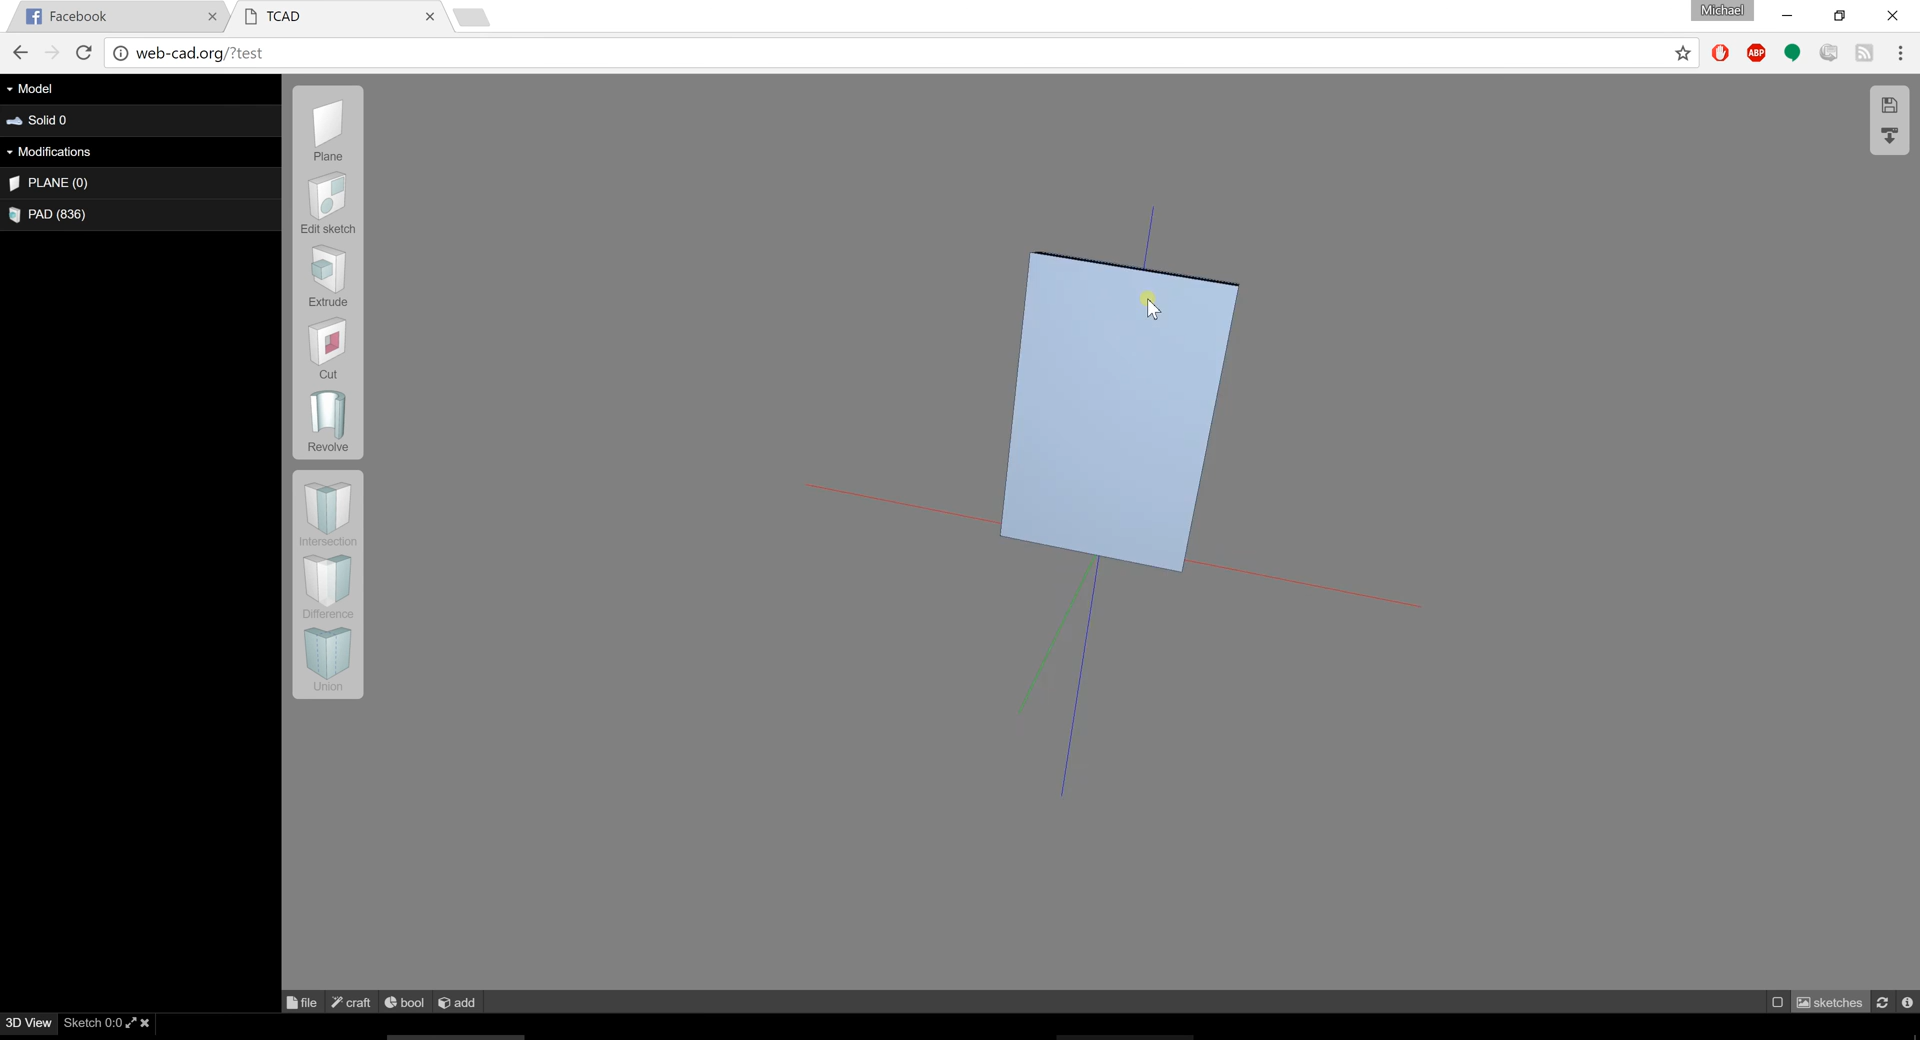 Facebook
TCAD
Michael
web-cad.org/?test
ABP
Model
Solid 0
Modifications
PLANE (0)
PAD (836)
Plane
Edit sketch
Extrude
Cut
Revolve
Intersection
Difference
Union
file craft bool add
sketches
3D View Sketch 0:0